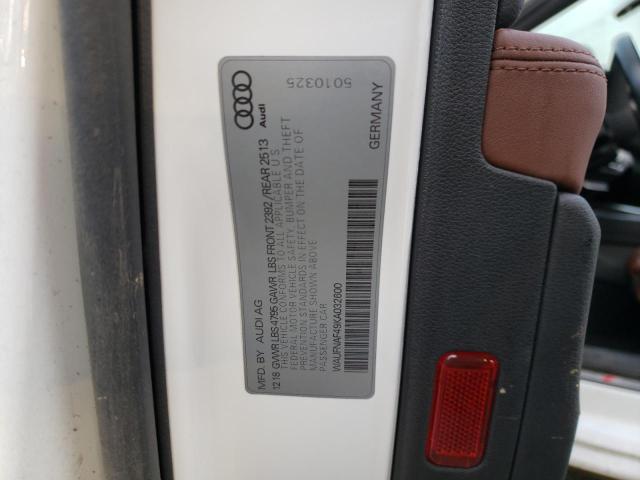 MFD. BY AUDI AG
12 18 GVWR LBS 4795 GAWR LBS FRONT 2392 / REAR 2513
THIS VEHICLE CONFORMS TO ALL APPLICABLE U S
FEDERAL MOTOR VEHICLE SAFETY, BUMPER AND THEFT
PREVENTION STANDARDS IN EFFECT ON THE DATE OF
MANUFACTURE SHOWN ABOVE
PASSENGER CAR
WAURNAF49KA032600
Audi
5010325
GERMANY